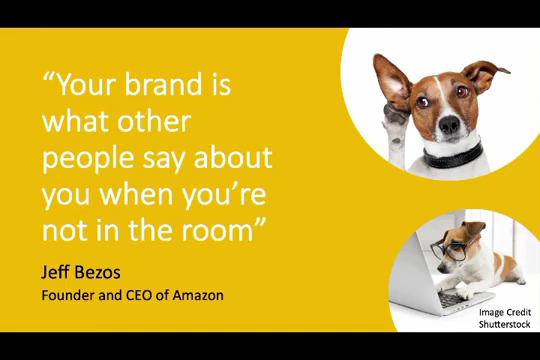 “Your brand is
what other
people say about
you when you’re
not in the room”
Jeff Bezos
Founder and CEO of Amazon
Image Credit
Shutterstock